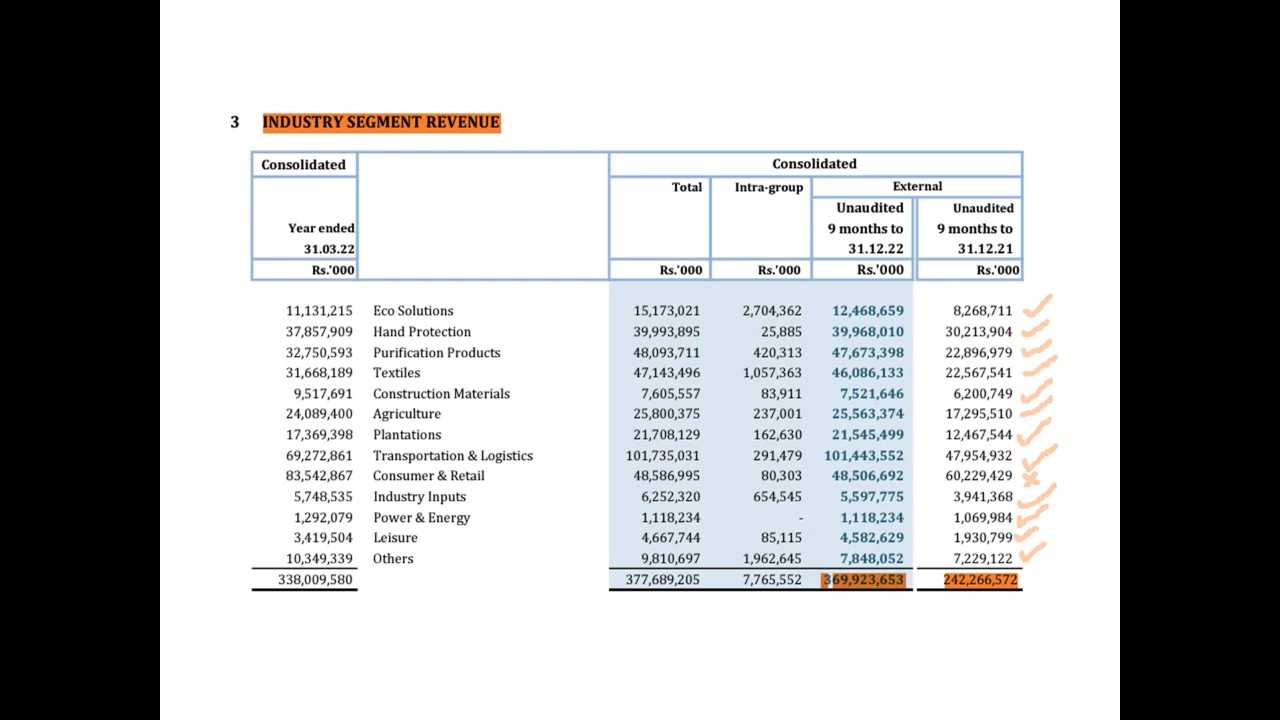 3 INDUSTRY SEGMENT REVENUE
Consolidated Consolidated
Total Intra-group External
Unaudited Unaudited
Year ended 9 months to 9 months to
31.03.22 31.12.22 31.12.21
Rs.'000 Rs.'000 Rs.'000 Rs.'000 Rs.'000
11,131,215 Eco Solutions 15,173,021 2,704,362 12,468,659 8,268,711
37,857,909 Hand Protection 39,993,895 25,885 39,968,010 30,213,904
32,750,593 Purification Products 48,093,711 420,313 47,673,398 22,896,979
31,668,189 Textiles 47,143,496 1,057,363 46,086,133 22,567,541
9,517,691 Construction Materials 7,605,557 83,911 7,521,646 6,200,749
24,089,400 Agriculture 25,800,375 237,001 25,563,374 17,295,510
17,369,398 Plantations 21,708,129 162,630 21,545,499 12,467,544
69,272,861 Transportation & Logistics 101,735,031 291,479 101,443,552 47,954,932
83,542,867 Consumer & Retail 48,586,995 80,303 48,506,692 60,229,429
5,748,535 Industry Inputs 6,252,320 654,545 5,597,775 3,941,368
1,292,079 Power & Energy 1,118,234 - 1,118,234 1,069,984
3,419,504 Leisure 4,667,744 85,115 4,582,629 1,930,799
10,349,339 Others 9,810,697 1,962,645 7,848,052 7,229,122
338,009,580 377,689,205 7,765,552 369,923,653 242,266,572